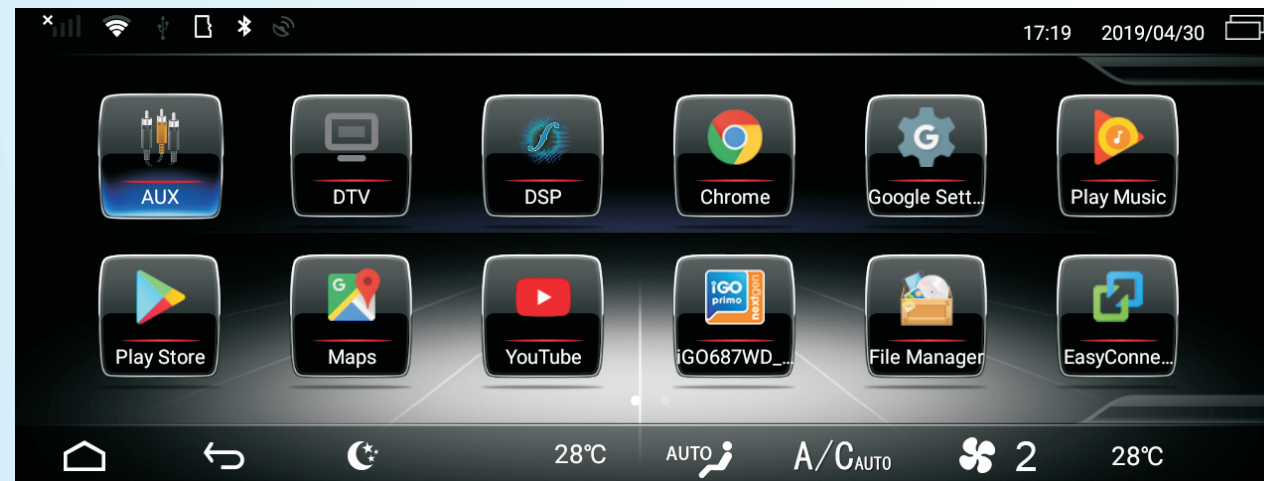 17:19 2019/04/30
AUX DTV DSP Chrome Google Sett... Play Music
G
iGO
primo
nextgen
Play Store Maps YouTube iGO687WD_... File Manager EasyConne...
28°C AUTO A/C AUTO 2 28°C